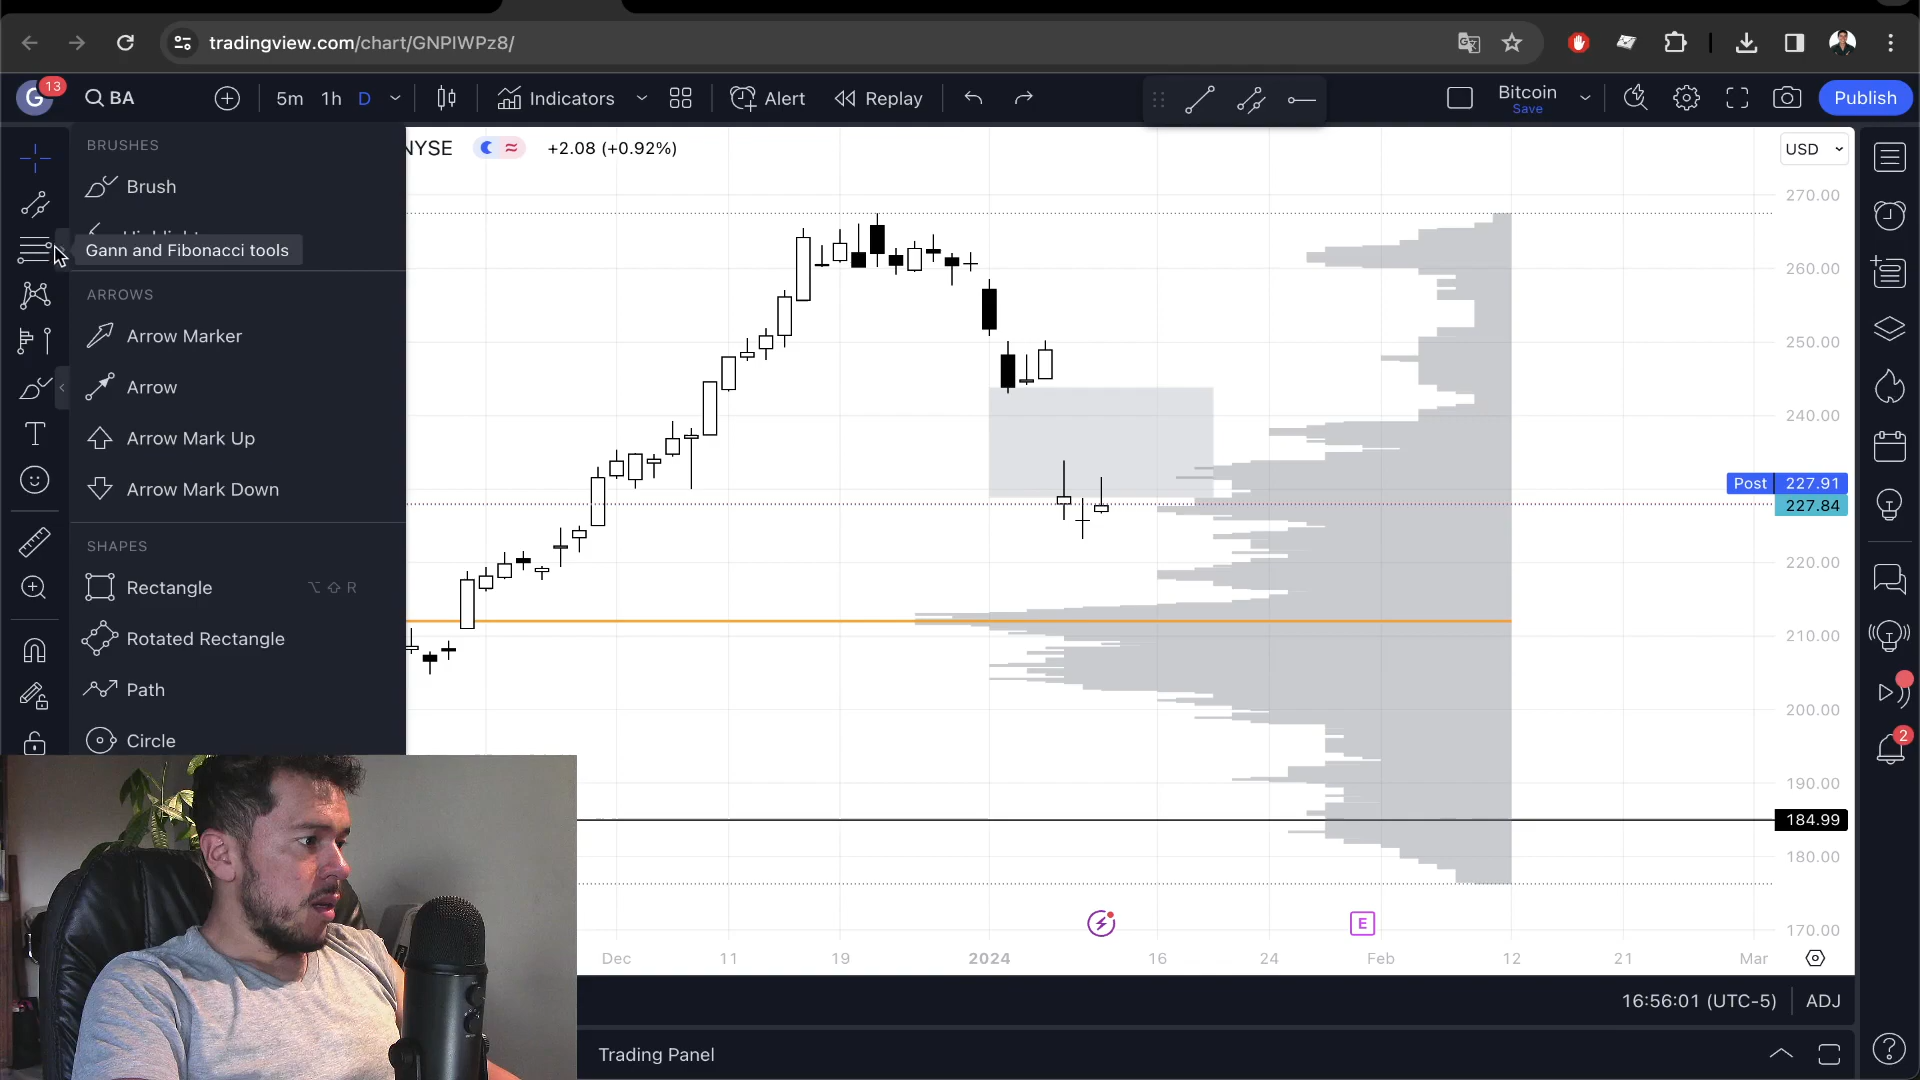 tradingview.com/chart/GNPIWPz8/
G
13
BA
5m
1h
D
Indicators
Alert
Replay
Bitcoin
Save
Publish
BRUSHES
Brush
Gann and Fibonacci tools
ARROWS
Arrow Marker
Arrow
Arrow Mark Up
Arrow Mark Down
SHAPES
Rectangle
⌥ ⇧ R
Rotated Rectangle
Path
Circle
NYSE
+2.08 (+0.92%)
USD
270.00
260.00
250.00
240.00
Post 227.91
227.84
220.00
210.00
200.00
190.00
184.99
180.00
170.00
E
Dec
11
19
2024
16
24
Feb
12
21
Mar
2
16:56:01 (UTC-5)
ADJ
Trading Panel